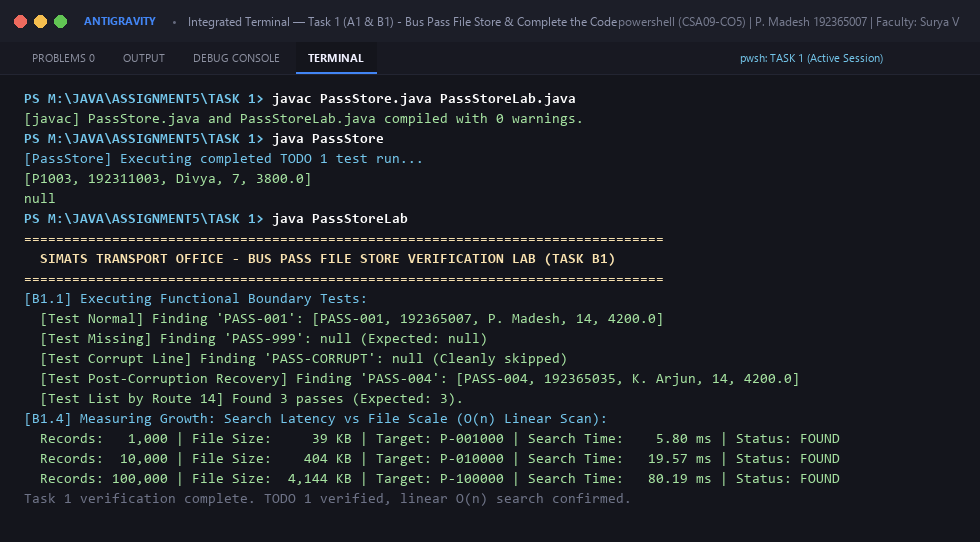 ANTIGRAVITY • Integrated Terminal — Task 1 (A1 & B1) - Bus Pass File Store & Complete the Code powershell (CSA09-CO5) | P. Madesh 192365007 | Faculty: Surya V
PROBLEMS 0 OUTPUT DEBUG CONSOLE TERMINAL pwsh: TASK 1 (Active Session)
PS M:\JAVA\ASSIGNMENT5\TASK 1> javac PassStore.java PassStoreLab.java
[javac] PassStore.java and PassStoreLab.java compiled with 0 warnings.
PS M:\JAVA\ASSIGNMENT5\TASK 1> java PassStore
[PassStore] Executing completed TODO 1 test run...
[P1003, 192311003, Divya, 7, 3800.0]
null
PS M:\JAVA\ASSIGNMENT5\TASK 1> java PassStoreLab
================================================================================
  SIMATS TRANSPORT OFFICE - BUS PASS FILE STORE VERIFICATION LAB (TASK B1)
================================================================================
[B1.1] Executing Functional Boundary Tests:
  [Test Normal] Finding 'PASS-001': [PASS-001, 192365007, P. Madesh, 14, 4200.0]
  [Test Missing] Finding 'PASS-999': null (Expected: null)
  [Test Corrupt Line] Finding 'PASS-CORRUPT': null (Cleanly skipped)
  [Test Post-Corruption Recovery] Finding 'PASS-004': [PASS-004, 192365035, K. Arjun, 14, 4200.0]
  [Test List by Route 14] Found 3 passes (Expected: 3).
[B1.4] Measuring Growth: Search Latency vs File Scale (O(n) Linear Scan):
  Records:   1,000 | File Size:     39 KB | Target: P-001000 | Search Time:    5.80 ms | Status: FOUND
  Records:  10,000 | File Size:    404 KB | Target: P-010000 | Search Time:   19.57 ms | Status: FOUND
  Records: 100,000 | File Size:  4,144 KB | Target: P-100000 | Search Time:   80.19 ms | Status: FOUND
Task 1 verification complete. TODO 1 verified, linear O(n) search confirmed.